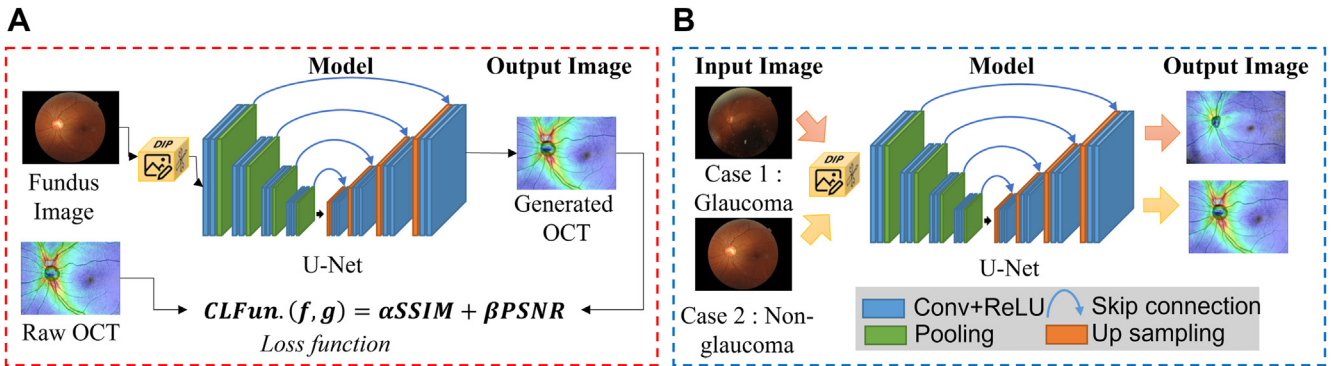 A
Model
Output Image
DIP
Fundus
Image
Generated
OCT
U-Net
Raw OCT
CLFun.(f,g) = αSSIM + βPSNR
Loss function
B
Input Image
Model
Output Image
DIP
Case 1 :
Glaucoma
U-Net
Case 2 : Non-
glaucoma
Conv+ReLU
Skip connection
Pooling
Up sampling